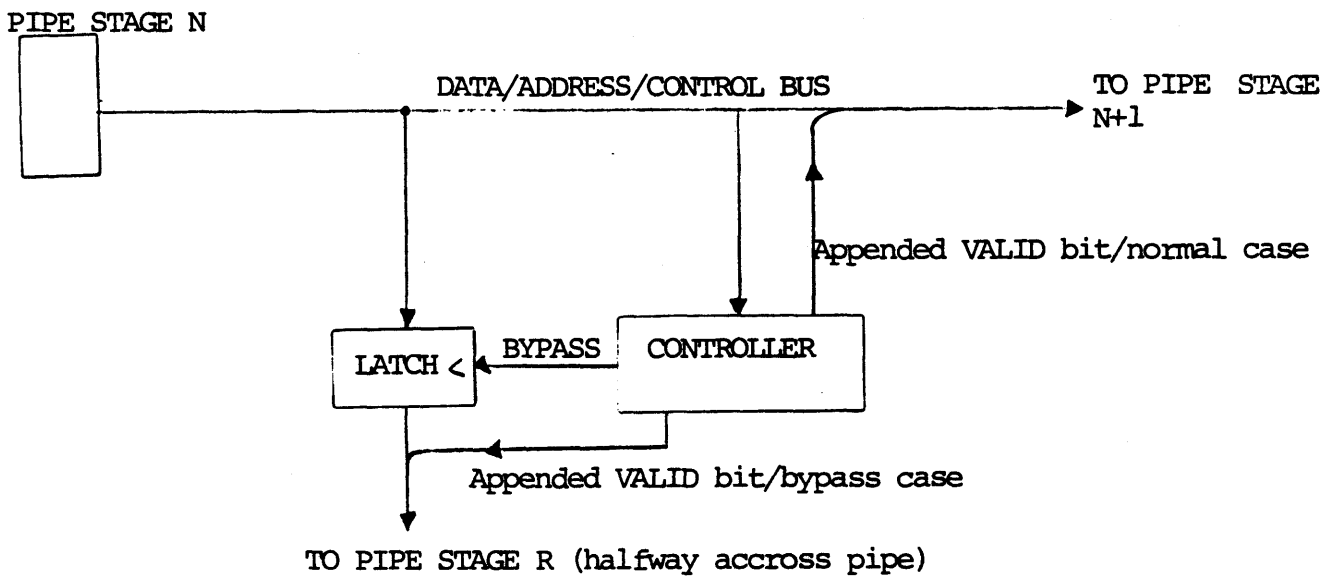 PIPE STAGE N
DATA/ADDRESS/CONTROL BUS
TO PIPE STAGE
N+1
Appended VALID bit/normal case
LATCH <
BYPASS
CONTROLLER
Appended VALID bit/bypass case
TO PIPE STAGE R (halfway accross pipe)